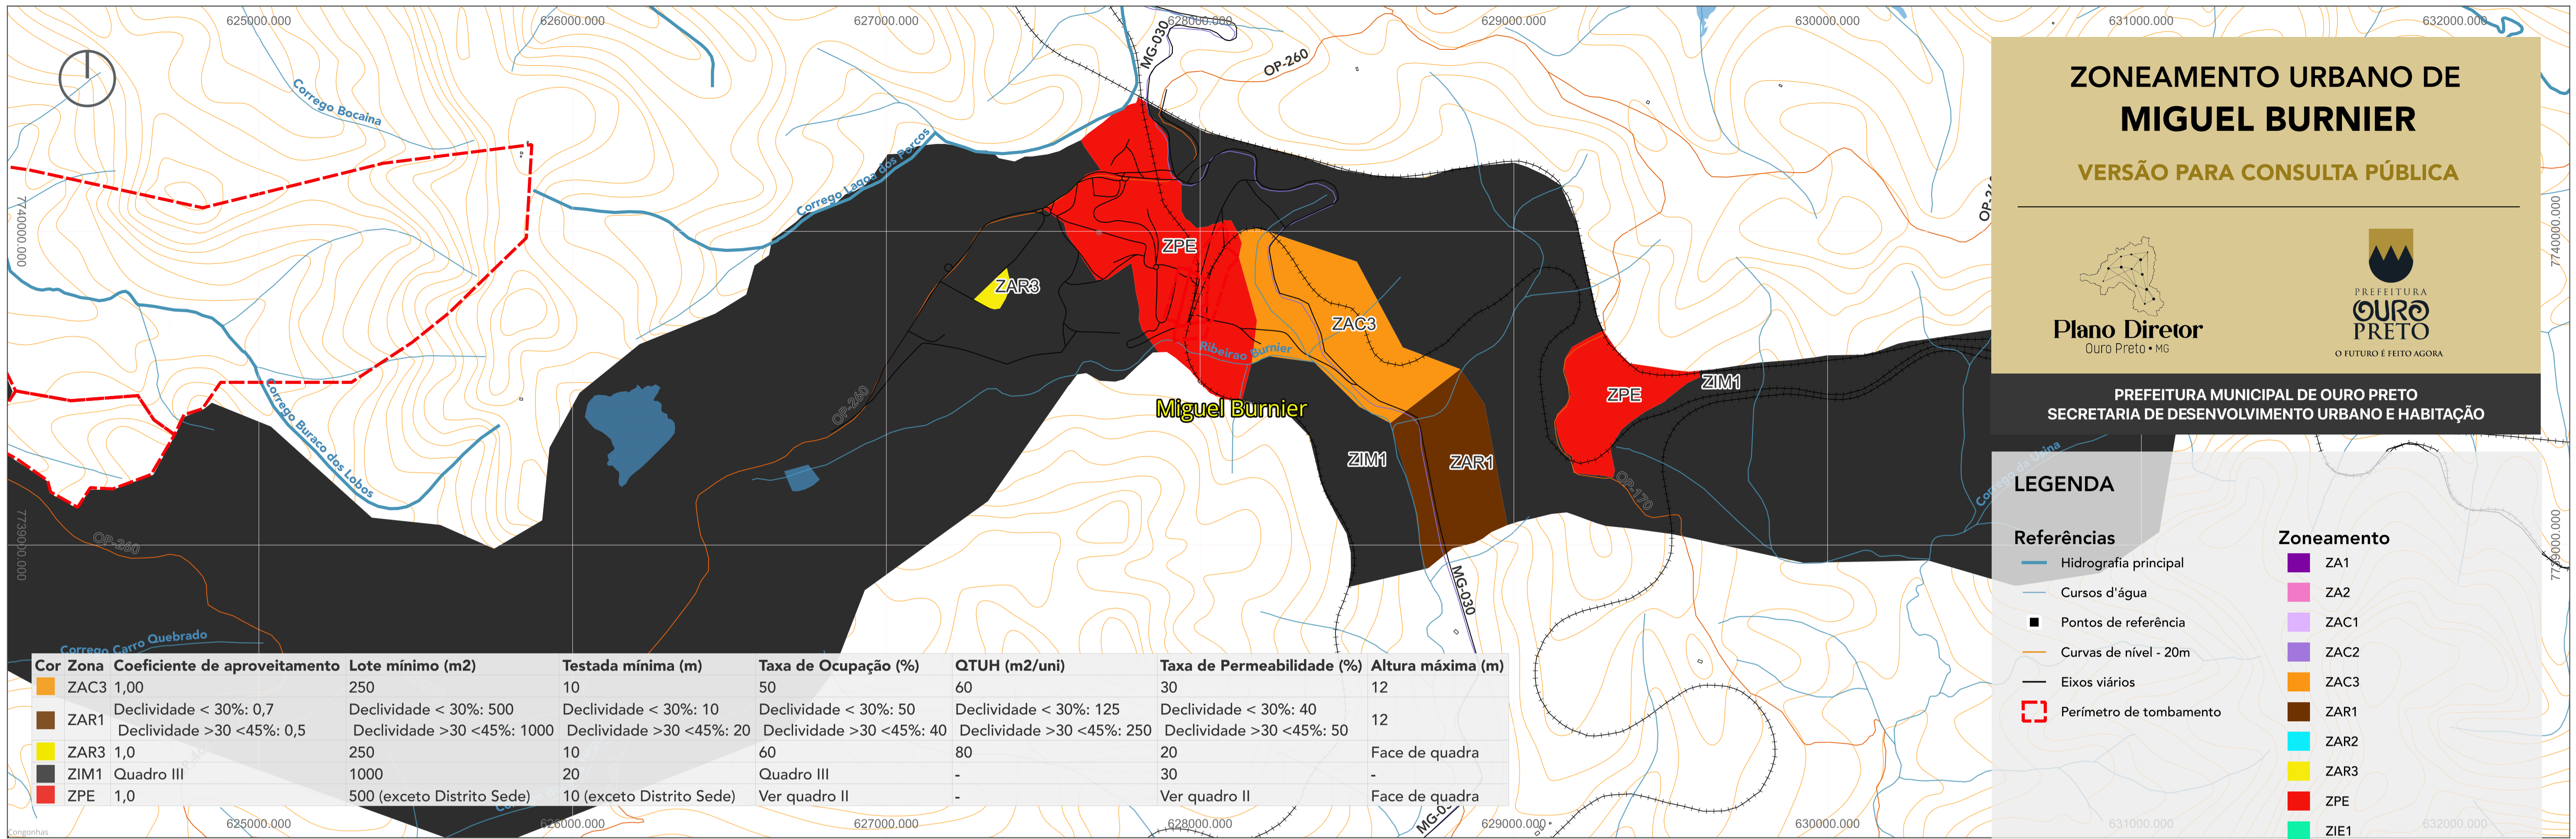 625000.000 626000.000 627000.000 628000.000 629000.000 630000.000 631000.000 632000.000
MG-030
OP-260
Corrego Bocaina
Corrego Lagoa dos Porcos
7740000.000
7740000.000
ZPE
ZAR3
ZAC3
Ribeirao Burnier
ZPE
ZIM1
OP-260
Miguel Burnier
Corrego Buraco dos Lobos
ZIM1
ZAR1
OP-170
OP-260
7739000.000
7739000.000
MG-030
Corrego Carro Quebrado
Corrego da Usina
ZONEAMENTO URBANO DE
MIGUEL BURNIER
VERSÃO PARA CONSULTA PÚBLICA
Plano Diretor
Ouro Preto • MG
PREFEITURA
OURO
PRETO
O FUTURO É FEITO AGORA
PREFEITURA MUNICIPAL DE OURO PRETO
SECRETARIA DE DESENVOLVIMENTO URBANO E HABITAÇÃO
LEGENDA
Referências
Hidrografia principal
Cursos d'água
Pontos de referência
Curvas de nível - 20m
Eixos viários
Perímetro de tombamento
Zoneamento
ZA1
ZA2
ZAC1
ZAC2
ZAC3
ZAR1
ZAR2
ZAR3
ZPE
ZIE1
Cor Zona Coeficiente de aproveitamento Lote mínimo (m2) Testada mínima (m) Taxa de Ocupação (%) QTUH (m2/uni) Taxa de Permeabilidade (%) Altura máxima (m)
ZAC3 1,00 250 10 50 60 30 12
ZAR1 Declividade < 30%: 0,7 Declividade < 30%: 500 Declividade < 30%: 10 Declividade < 30%: 50 Declividade < 30%: 125 Declividade < 30%: 40 12
Declividade >30 <45%: 0,5 Declividade >30 <45%: 1000 Declividade >30 <45%: 20 Declividade >30 <45%: 40 Declividade >30 <45%: 250 Declividade >30 <45%: 50
ZAR3 1,0 250 10 60 80 20 Face de quadra
ZIM1 Quadro III 1000 20 Quadro III - 30 -
ZPE 1,0 500 (exceto Distrito Sede) 10 (exceto Distrito Sede) Ver quadro II - Ver quadro II Face de quadra
625000.000 626000.000 627000.000 628000.000 629000.000 630000.000 631000.000 632000.000
Congonhas